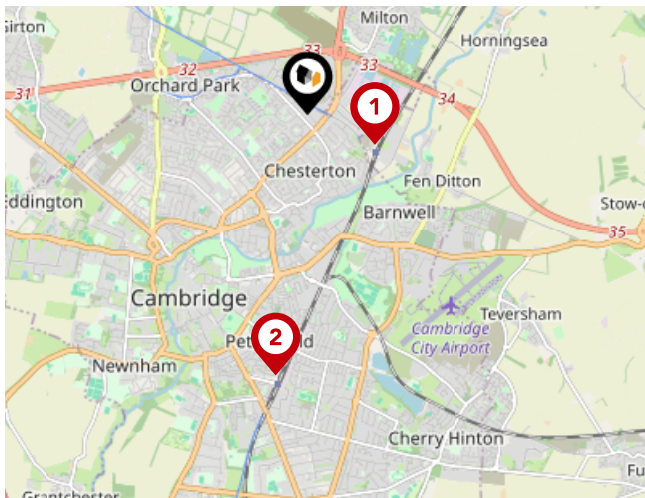 Milton
Girton
33
Horningsea
32
33
Orchard Park
31
34
1
Chesterton
Fen Ditton
Eddington
Barnwell
Stow-c
35
Cambridge
Teversham
Cambridge
City Airport
2
Newnham
Cherry Hinton
Fu
Grantchester